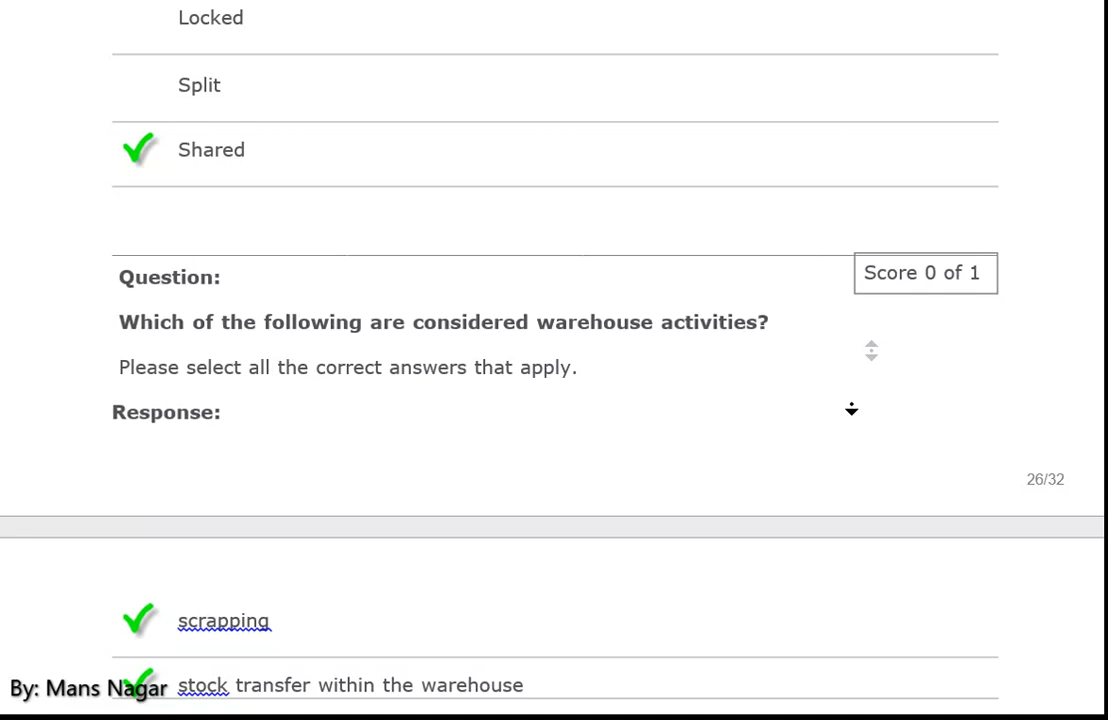 Locked
Split
Shared
Question:
Score 0 of 1
Which of the following are considered warehouse activities?
Please select all the correct answers that apply.
Response:
26/32
scrapping
By: Mans Nagar
stock transfer within the warehouse